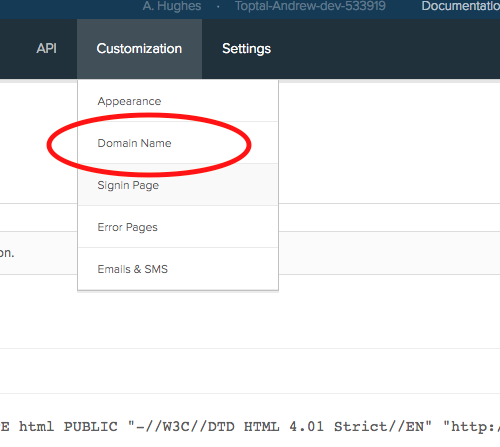 A. Hughes · Toptal-Andrew-dev-533919 Documentatio
API Customization Settings
Appearance
Domain Name
Signin Page
Error Pages
on.
Emails & SMS
E html PUBLIC "-//W3C//DTD HTML 4.01 Strict//EN" "http:/